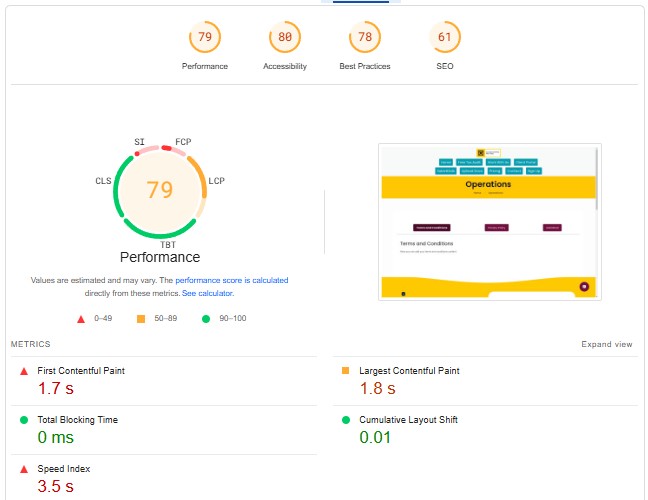 79 88 78 61
Performance Accessibility Best Practices SEO
SI FCP
CLS LCP
79
TBT
Performance
Values are estimated and may vary. The performance score is calculated
directly from these metrics. See calculator.
0–49 50–89 90–100
Operations
Terms and Conditions
METRICS
Expand view
First Contentful Paint
1.7 s
Largest Contentful Paint
1.8 s
Total Blocking Time
0 ms
Cumulative Layout Shift
0.01
Speed Index
3.5 s